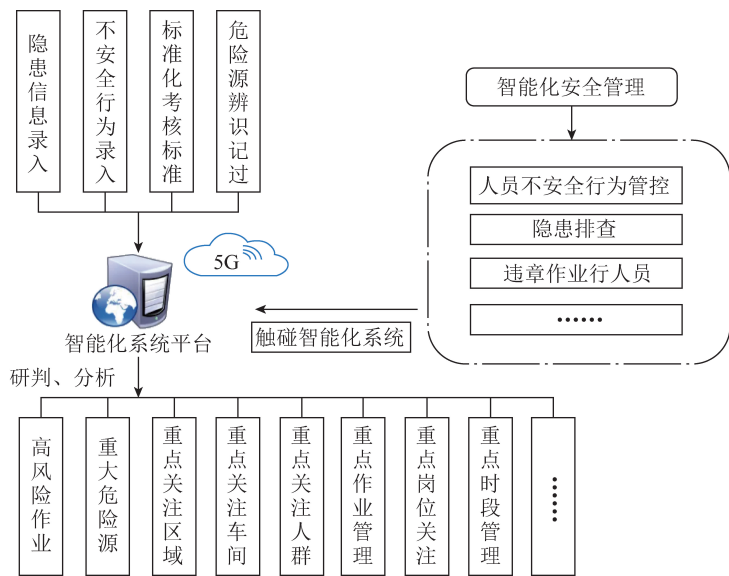 隐患信息录入
不安全行为录入
标准化考核标准
危险源辨识记过
智能化安全管理
人员不安全行为管控
隐患排查
违章作业行人员
……
5G
触碰智能化系统
智能化系统平台
研判、分析
高风险作业
重大危险源
重点关注区域
重点关注车间
重点关注人群
重点作业管理
重点岗位关注
重点时段管理
……